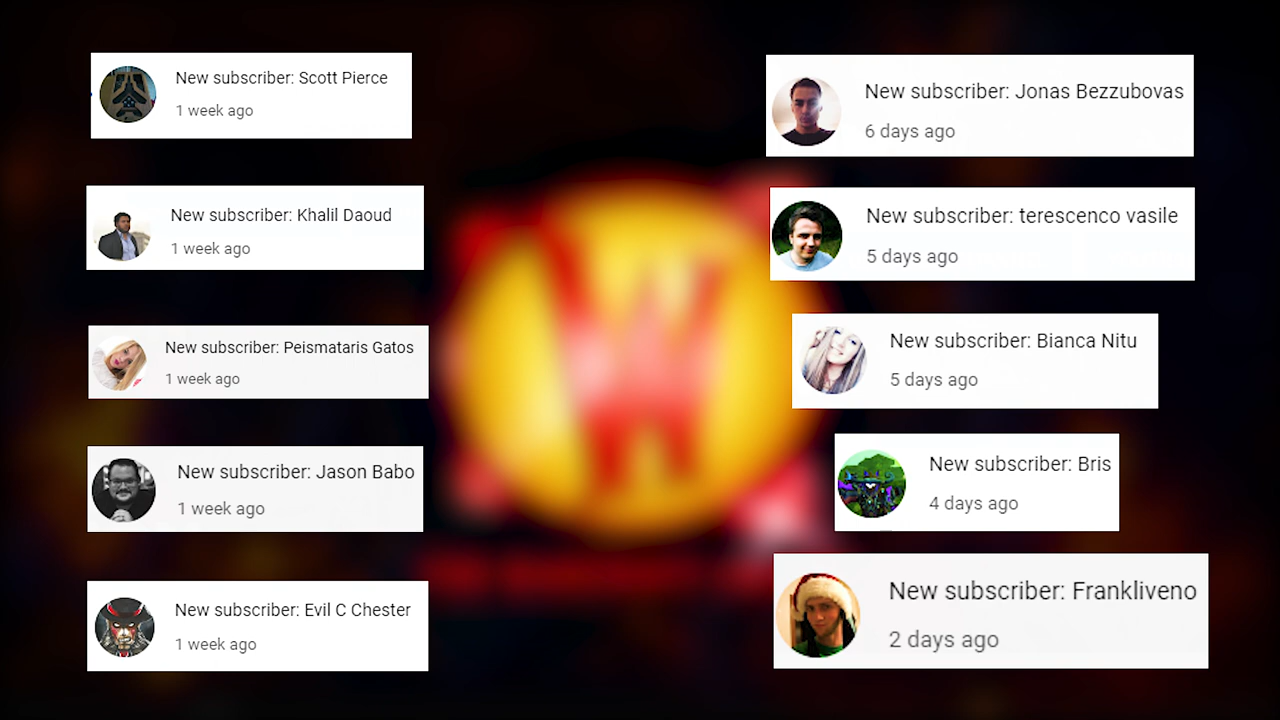 New subscriber: Scott Pierce
1 week ago
New subscriber: Khalil Daoud
1 week ago
New subscriber: Peismataris Gatos
1 week ago
New subscriber: Jason Babo
1 week ago
New subscriber: Evil C Chester
1 week ago
New subscriber: Jonas Bezzubovas
6 days ago
New subscriber: terescenco vasile
5 days ago
New subscriber: Bianca Nitu
5 days ago
New subscriber: Bris
4 days ago
New subscriber: Frankliveno
2 days ago
W